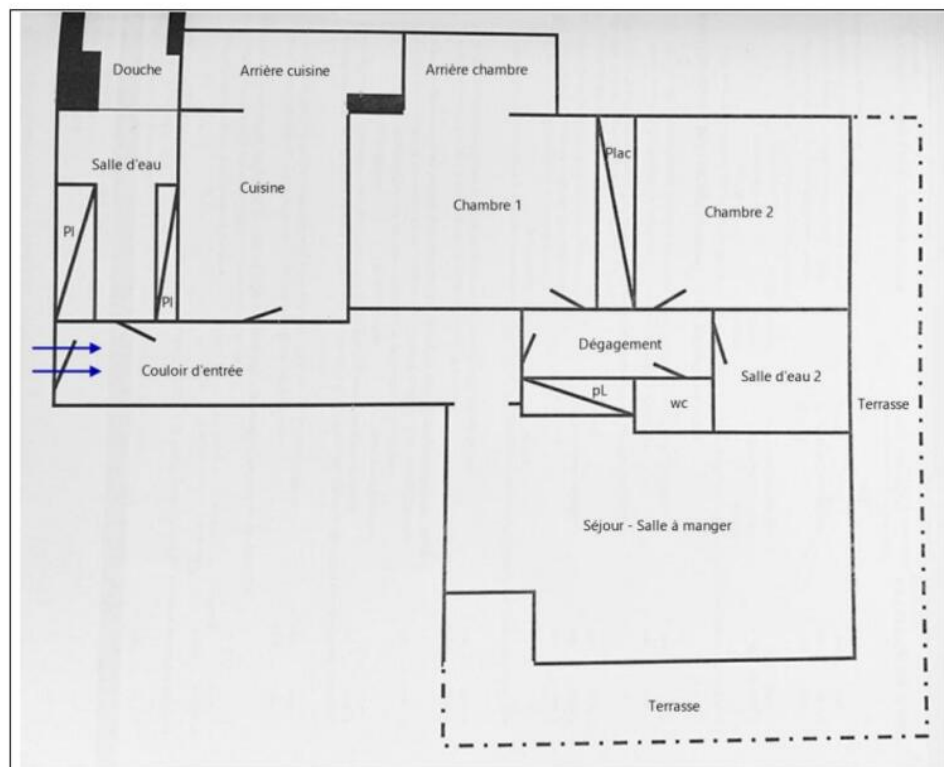 Douche
Arrière cuisine
Arrière chambre
Salle d'eau
Cuisine
Plac
Chambre 1
Chambre 2
Pl
Pl
Couloir d'entrée
Dégagement
Salle d'eau 2
pL
wc
Terrasse
Séjour - Salle à manger
Terrasse